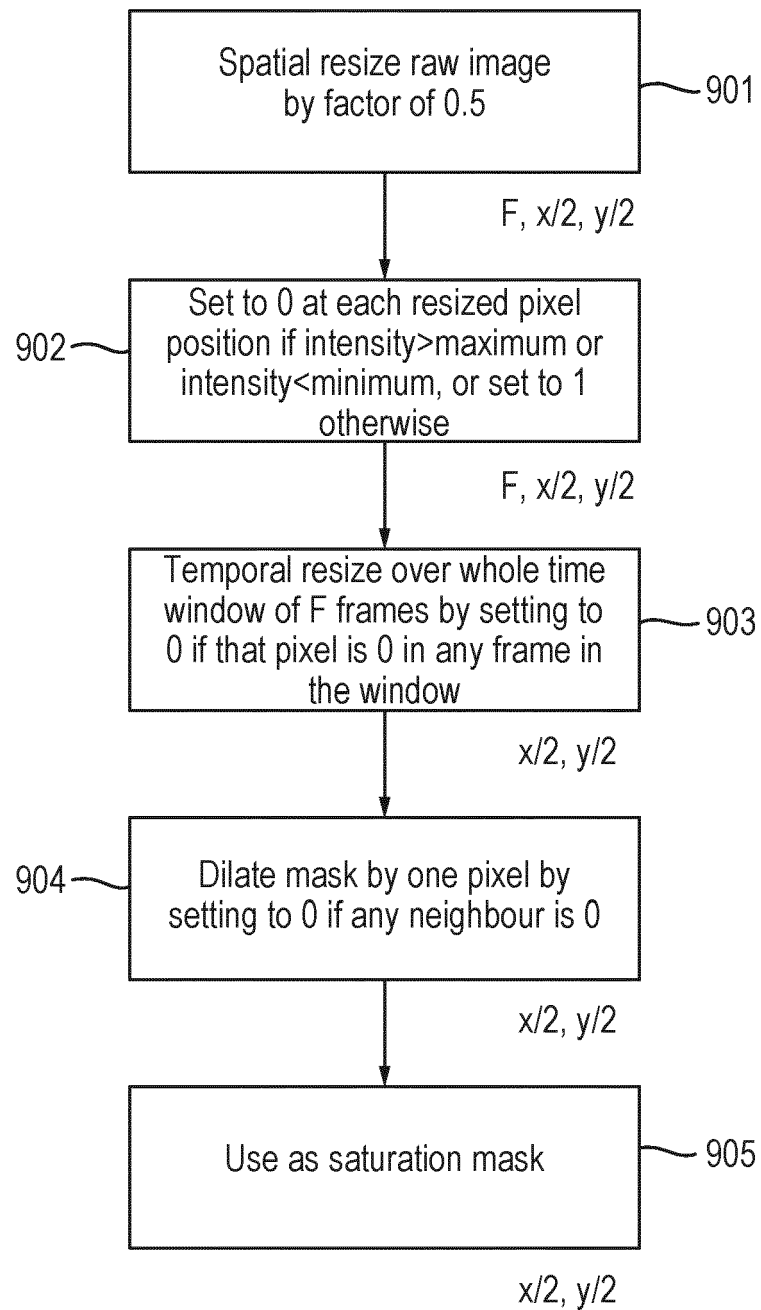 Spatial resize raw image
by factor of 0.5
901
F, x/2, y/2
Set to 0 at each resized pixel
position if intensity>maximum or
intensity<minimum, or set to 1
otherwise
902
F, x/2, y/2
Temporal resize over whole time
window of F frames by setting to
0 if that pixel is 0 in any frame in
the window
903
x/2, y/2
Dilate mask by one pixel by
setting to 0 if any neighbour is 0
904
x/2, y/2
Use as saturation mask
905
x/2, y/2